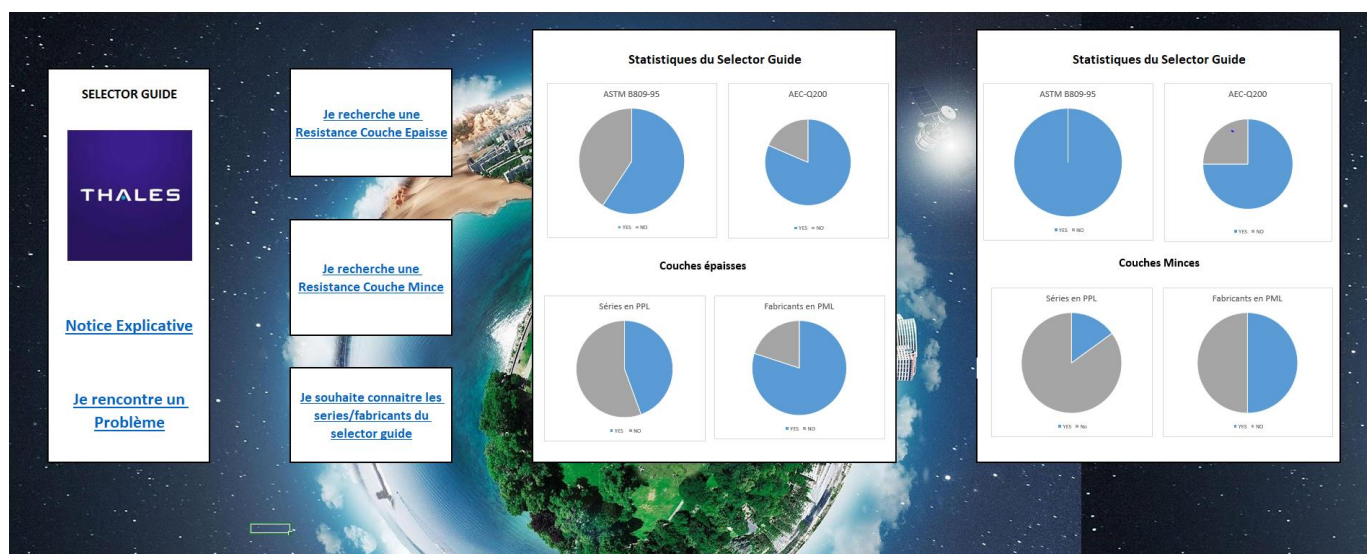 SELECTOR GUIDE
THALES
Notice Explicative
Je rencontre un
Problème
Je recherche une
Resistance Couche Epaisse
Je recherche une
Resistance Couche Mince
Je souhaite connaitre les
series/fabricants du
selector guide
Statistiques du Selector Guide
ASTM B809-95
YES NO
AEC-Q200
YES NO
Couches épaisses
Séries en PPL
YES NO
Fabricants en PML
YES NO
Statistiques du Selector Guide
ASTM B809-95
YES NO
AEC-Q200
YES NO
Couches Minces
Séries en PPL
YES No
Fabricants en PML
YES NO